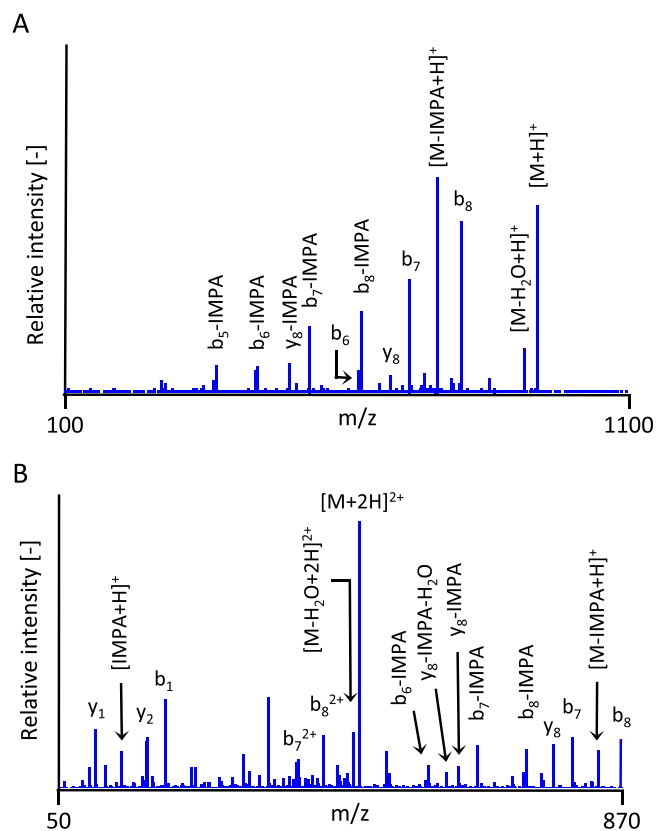 A
Relative intensity [-]
b₅-IMPA
b₆-IMPA
y₈-IMPA
b₇-IMPA
b₆
b₈-IMPA
y₈
b₇
[M-IMPA+H]⁺
b₈
[M-H₂O+H]⁺
[M+H]⁺
100
m/z
1100
B
Relative intensity [-]
y₁
[IMPA+H]⁺
y₂
b₁
b₇²⁺
b₈²⁺
[M-H₂O+2H]²⁺
[M+2H]²⁺
b₆-IMPA
y₈-IMPA-H₂O
y₈-IMPA
b₇-IMPA
b₈-IMPA
y₈
b₇
[M-IMPA+H]⁺
b₈
50
m/z
870